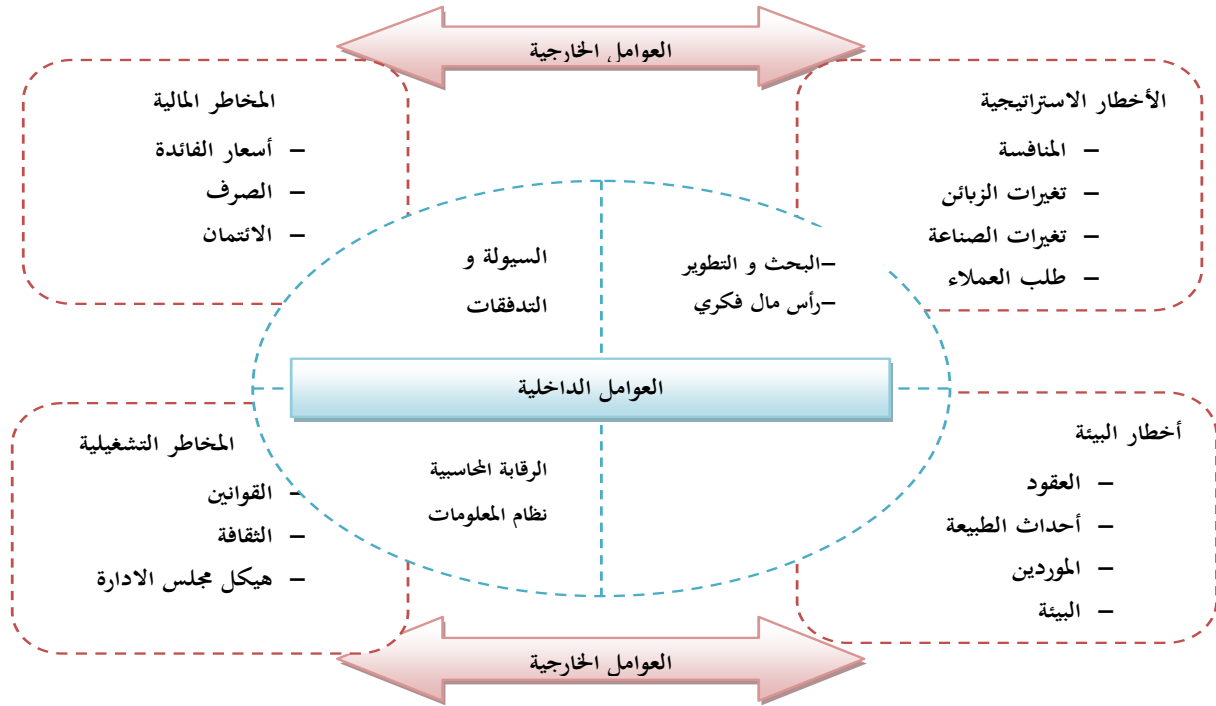 العوامل الخارجية
الأخطار الاستراتيجية
– المنافسة
– تغيرات الزبائن
– تغيرات الصناعة
– طلب العملاء
المخاطر المالية
– أسعار الفائدة
– الصرف
– الائتمان
–البحث و التطوير
–رأس مال فكري
السيولة و
التدفقات
العوامل الداخلية
أخطار البيئة
– العقود
– أحداث الطبيعة
– الموردين
– البيئة
الرقابة المحاسبية
نظام المعلومات
المخاطر التشغيلية
– القوانين
– الثقافة
– هيكل مجلس الادارة
العوامل الخارجية